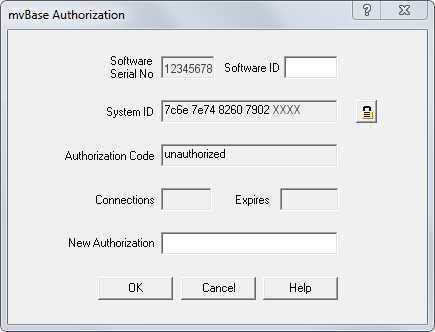 mvBase Authorization
Software
Serial No
12345678
Software ID
System ID
7c6e 7e74 8260 7902 XXXX
Authorization Code
unauthorized
Connections
Expires
New Authorization
OK
Cancel
Help